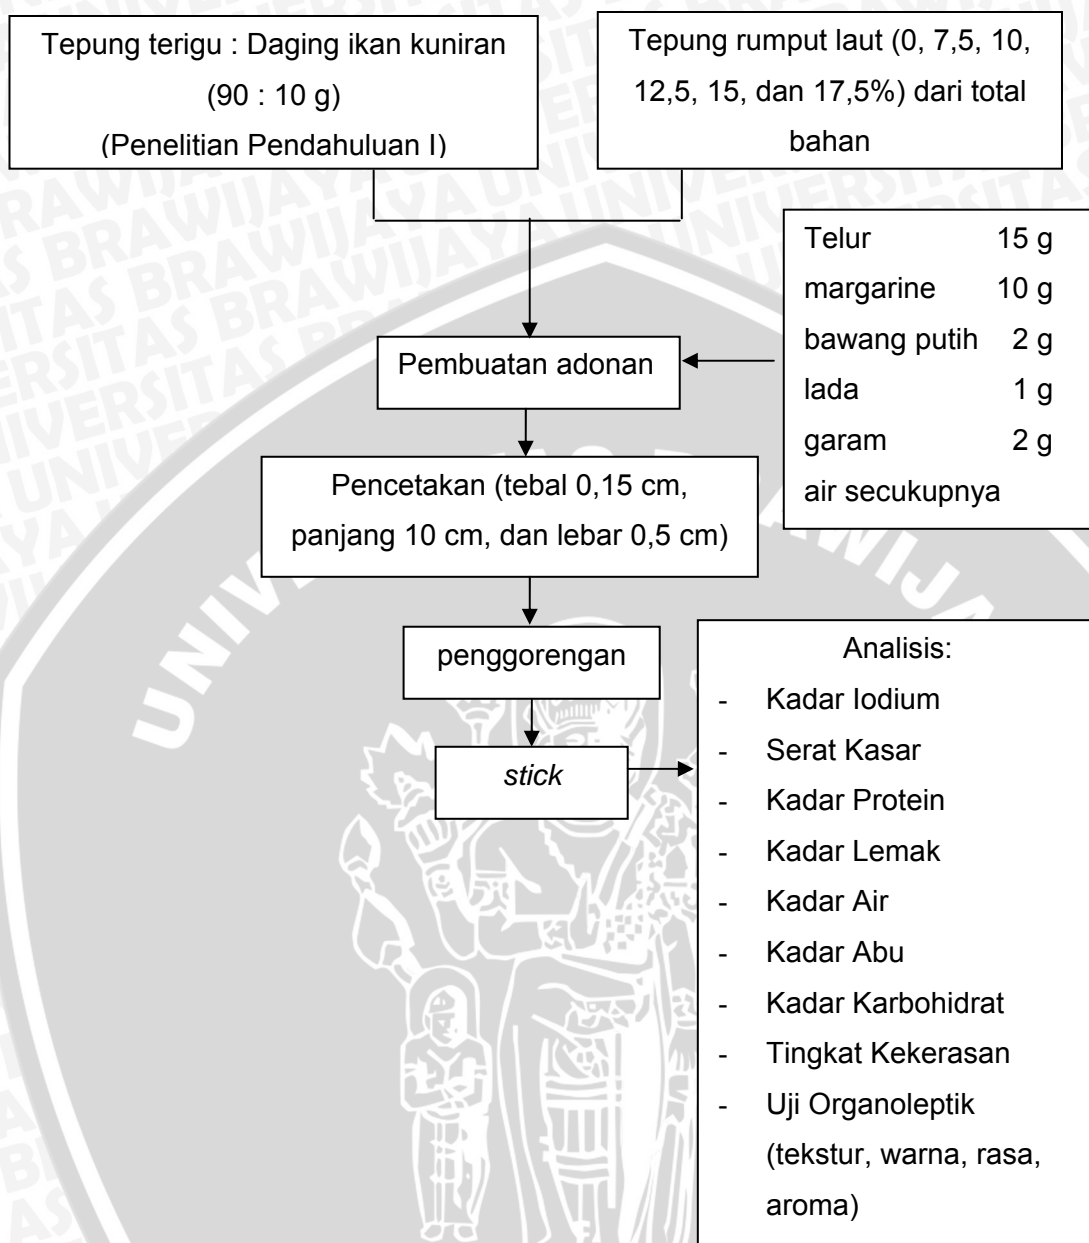 Tepung terigu : Daging ikan kuniran
(90 : 10 g)
(Penelitian Pendahuluan I)
Tepung rumput laut (0, 7,5, 10,
12,5, 15, dan 17,5%) dari total
bahan
Telur 15 g
margarine 10 g
bawang putih 2 g
lada 1 g
garam 2 g
air secukupnya
Pembuatan adonan
Pencetakan (tebal 0,15 cm,
panjang 10 cm, dan lebar 0,5 cm)
penggorengan
stick
Analisis:
- Kadar Iodium
- Serat Kasar
- Kadar Protein
- Kadar Lemak
- Kadar Air
- Kadar Abu
- Kadar Karbohidrat
- Tingkat Kekerasan
- Uji Organoleptik
(tekstur, warna, rasa,
aroma)